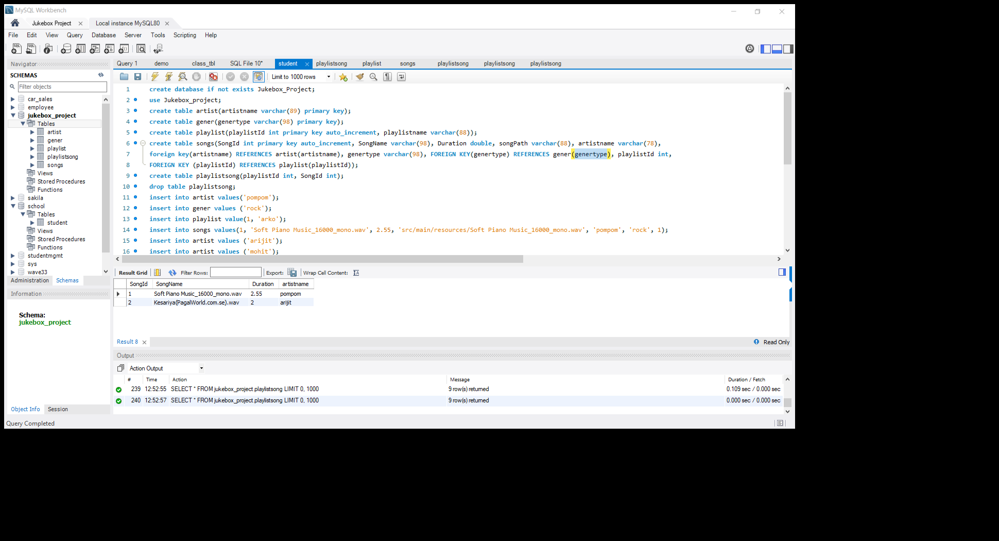 MySQL Workbench
Jukebox Project
Local instance MySQL80
File Edit View Query Database Server Tools Scripting Help
Navigator
Query 1 demo class_tbl SQL File 10* student playlistsong playlist songs playlistsong playlistsong playlistsong
SCHEMAS
Filter objects
car_sales
employee
jukebox_project
Tables
artist
gener
playlist
playlistsong
songs
Views
Stored Procedures
Functions
sakila
school
Tables
student
Views
Stored Procedures
Functions
studentmgmt
sys
wave33
Administration Schemas
Information
Schema:
jukebox_project
Object Info Session
Limit to 1000 rows
1 create database if not exists Jukebox_Project;
2 use Jukebox_project;
3 create table artist(artistname varchar(89) primary key);
4 create table gener(genertype varchar(98) primary key);
5 create table playlist(playlistId int primary key auto_increment, playlistname varchar(88));
6 create table songs(SongId int primary key auto_increment, SongName varchar(98), Duration double, songPath varchar(88), artistname varchar(78),
7 foreign key(artistname) REFERENCES artist(artistname), genertype varchar(98), FOREIGN KEY(genertype) REFERENCES gener(genertype), playlistId int,
8 FOREIGN KEY (playlistId) REFERENCES playlist(playlistId));
9 create table playlistsong(playlistId int, SongId int);
10 drop table playlistsong;
11 insert into artist values('pompom');
12 insert into gener values ('rock');
13 insert into playlist value(1, 'arko');
14 insert into songs values(1, 'Soft Piano Music_16000_mono.wav', 2.55, 'src/main/resources/Soft Piano Music_16000_mono.wav', 'pompom', 'rock', 1);
15 insert into artist values ('arijit');
16 insert into artist values ('mohit');
Result Grid Filter Rows: Export: Wrap Cell Content:
SongId SongName Duration artistname
1 Soft Piano Music_16000_mono.wav 2.55 pompom
2 Kesariya(PagalWorld.com.se).wav 2 arijit
Result 8
Read Only
Output
Action Output
# Time Action Message Duration / Fetch
239 12:52:55 SELECT * FROM jukebox_project.playlistsong LIMIT 0, 1000 9 row(s) returned 0.109 sec / 0.000 sec
240 12:52:57 SELECT * FROM jukebox_project.playlistsong LIMIT 0, 1000 9 row(s) returned 0.000 sec / 0.000 sec
Query Completed